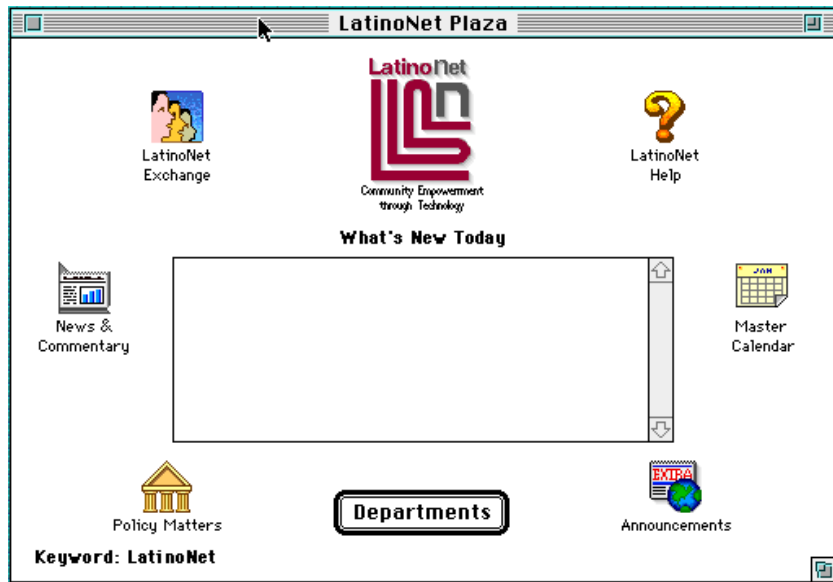 LatinoNet Plaza
LatinoNet
Community Empowerment
through Technology
LatinoNet
Exchange
LatinoNet
Help
What's New Today
News &
Commentary
JAN
Master
Calendar
Policy Matters
Departments
EXTRA
Announcements
Keyword: LatinoNet